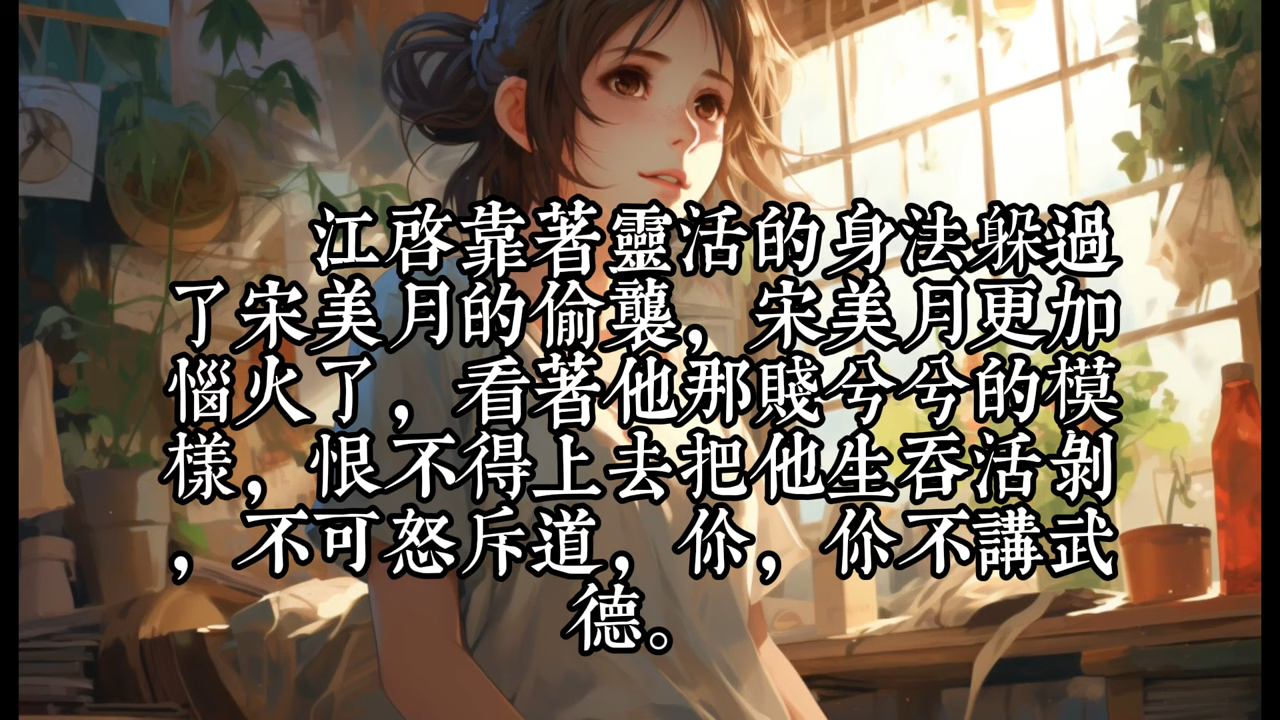 江啓靠著靈活的身法躲過
了宋美月的偷襲，宋美月更加
惱火了，看著他那賤兮兮的模
樣，恨不得上去把他生吞活剝
，不可怒斥道，你，你不講武
德。